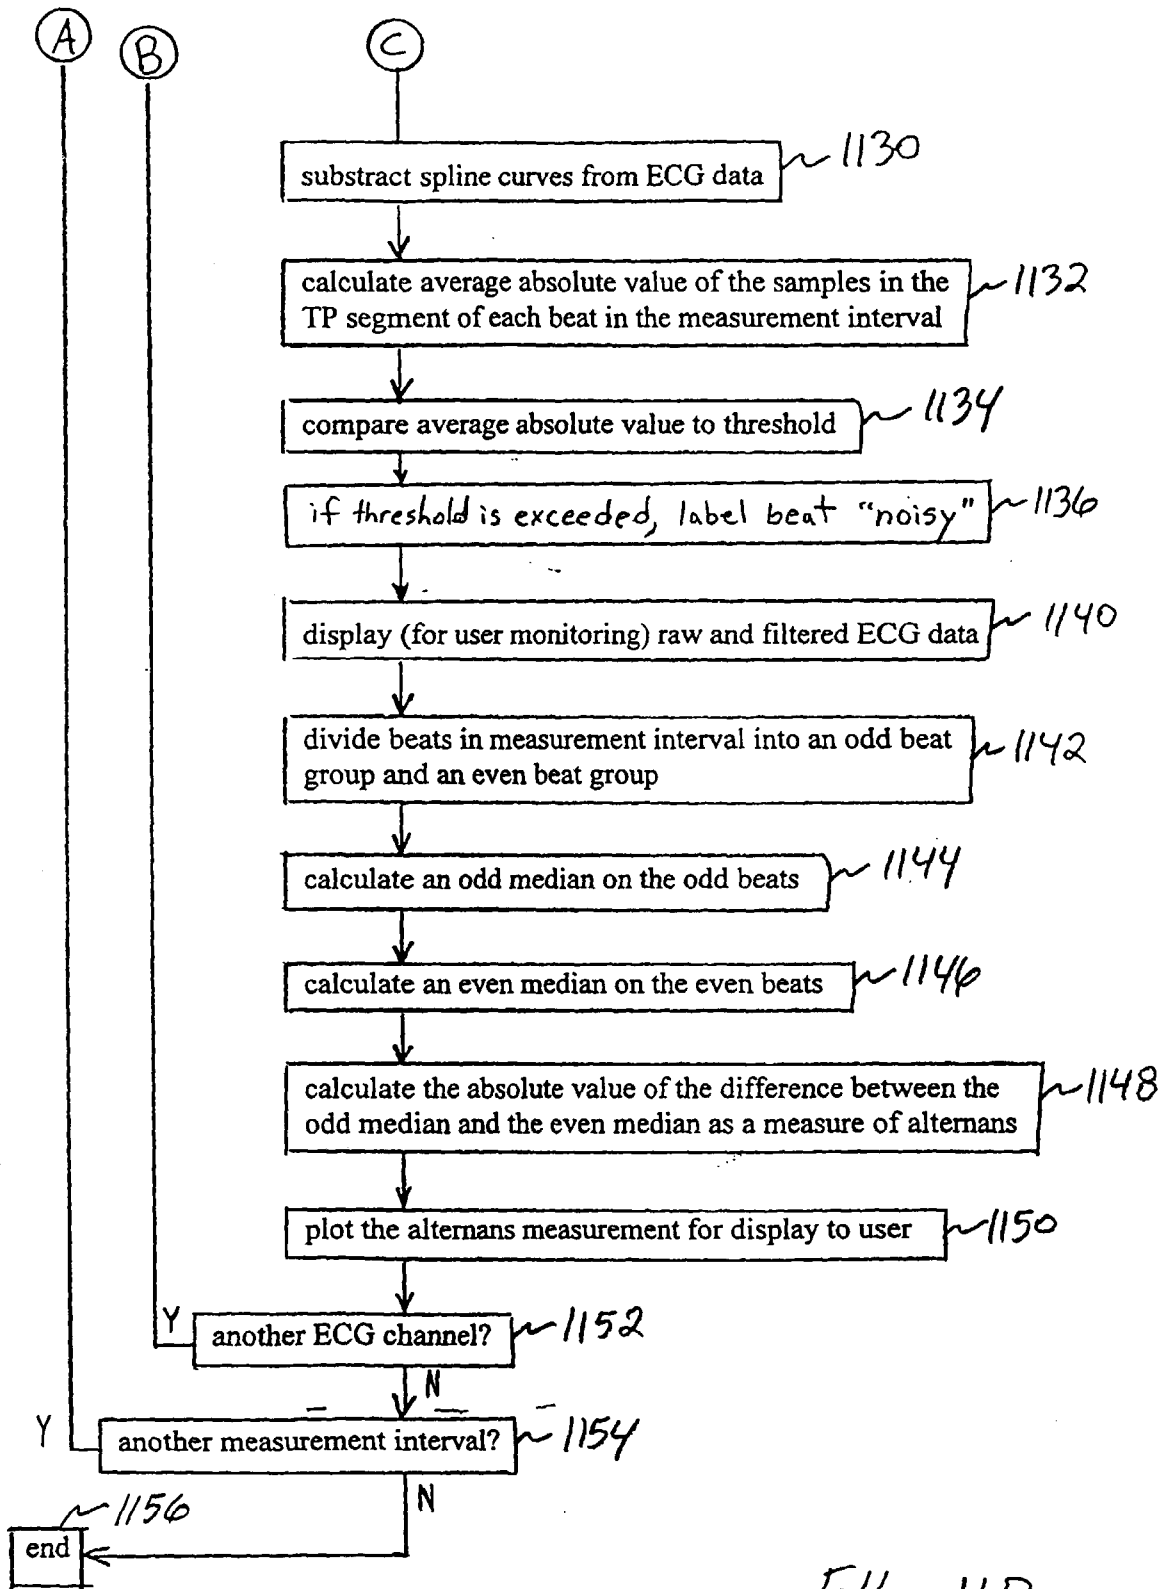 A
B
C
substract spline curves from ECG data
1130
calculate average absolute value of the samples in the
TP segment of each beat in the measurement interval
1132
compare average absolute value to threshold
1134
if threshold is exceeded, label beat "noisy"
1136
display (for user monitoring) raw and filtered ECG data
1140
divide beats in measurement interval into an odd beat
group and an even beat group
1142
calculate an odd median on the odd beats
1144
calculate an even median on the even beats
1146
calculate the absolute value of the difference between the
odd median and the even median as a measure of alternans
1148
plot the alternans measurement for display to user
1150
Y
another ECG channel?
1152
N
Y
another measurement interval?
1154
N
1156
end